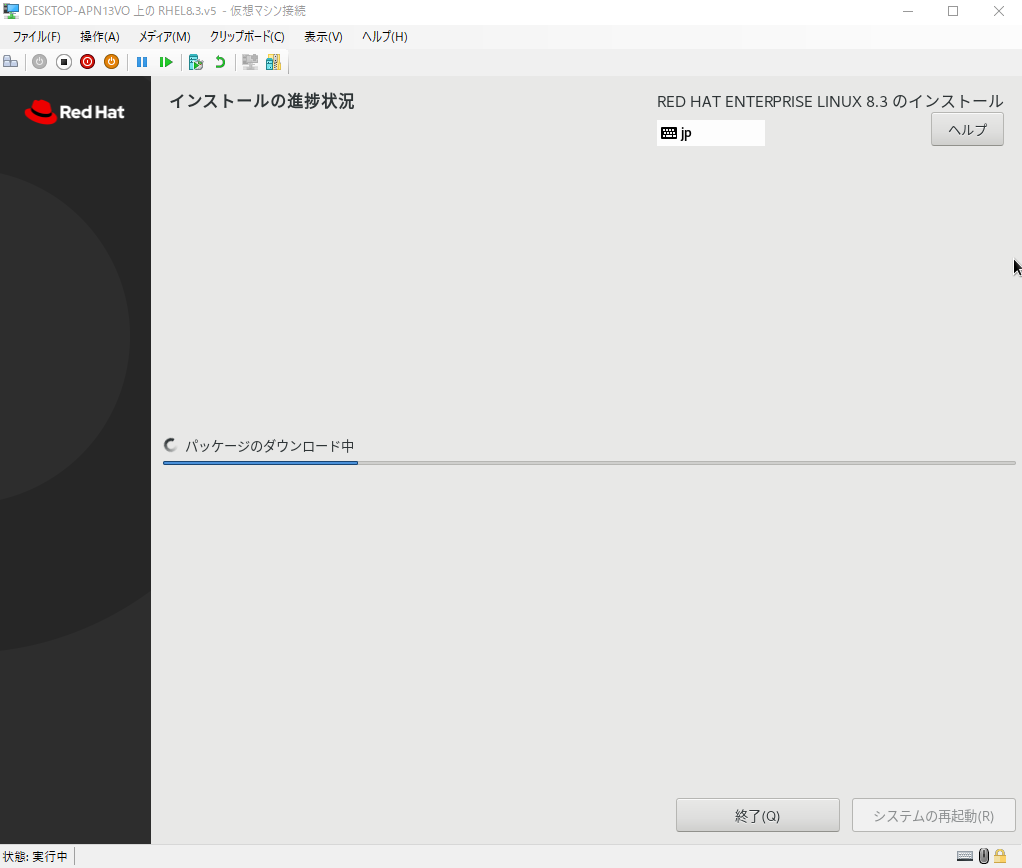 DESKTOP-APN13VO 上の RHEL8.3.v5 - 仮想マシン接続
ファイル(F) 操作(A) メディア(M) クリップボード(C) 表示(V) ヘルプ(H)
Red Hat
インストールの進捗状況
RED HAT ENTERPRISE LINUX 8.3 のインストール
jp
ヘルプ
パッケージのダウンロード中
終了(Q)
システムの再起動(R)
状態: 実行中